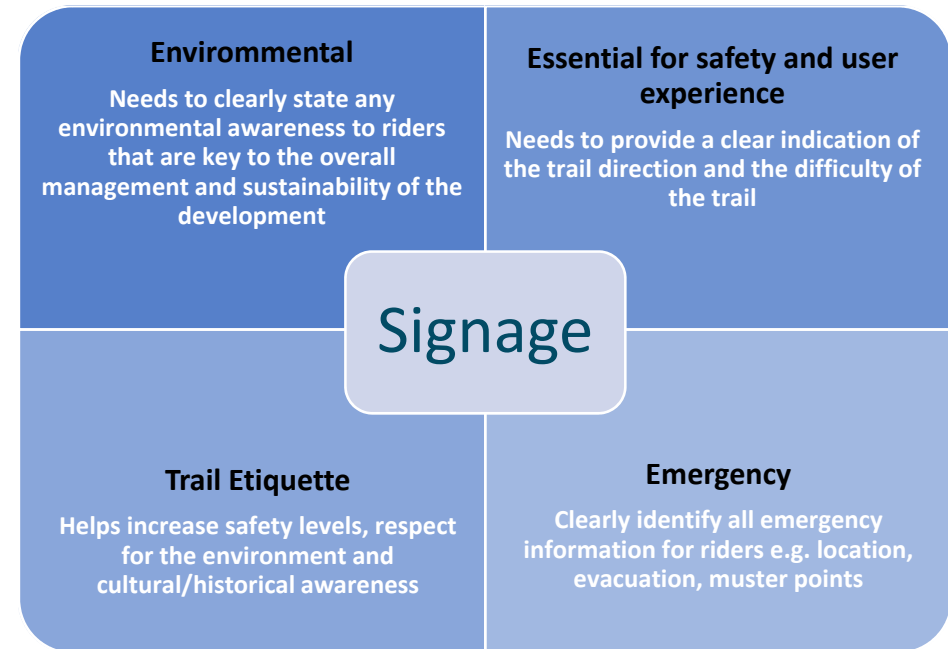 Envirommental
Needs to clearly state any
environmental awareness to riders
that are key to the overall
management and sustainability of the
development
Essential for safety and user
experience
Needs to provide a clear indication of
the trail direction and the difficulty of
the trail
Signage
Trail Etiquette
Helps increase safety levels, respect
for the environment and
cultural/historical awareness
Emergency
Clearly identify all emergency
information for riders e.g. location,
evacuation, muster points